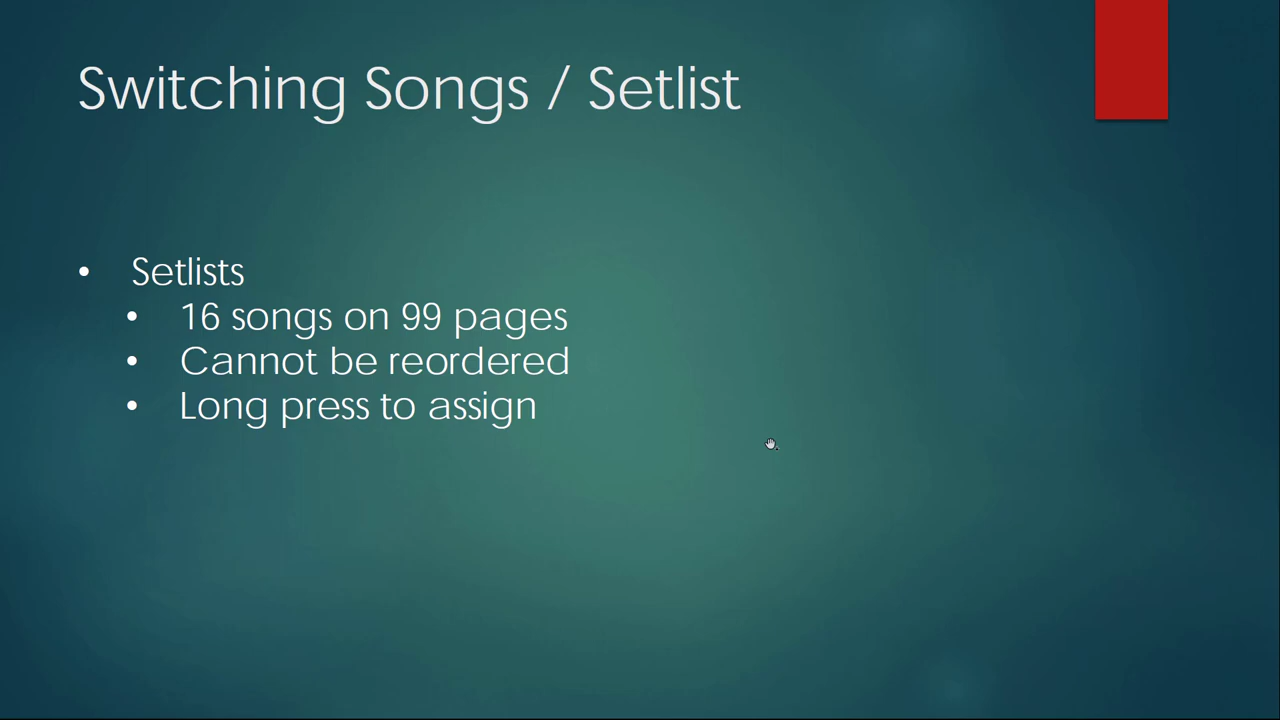 Switching Songs / Setlist
• Setlists
• 16 songs on 99 pages
• Cannot be reordered
• Long press to assign